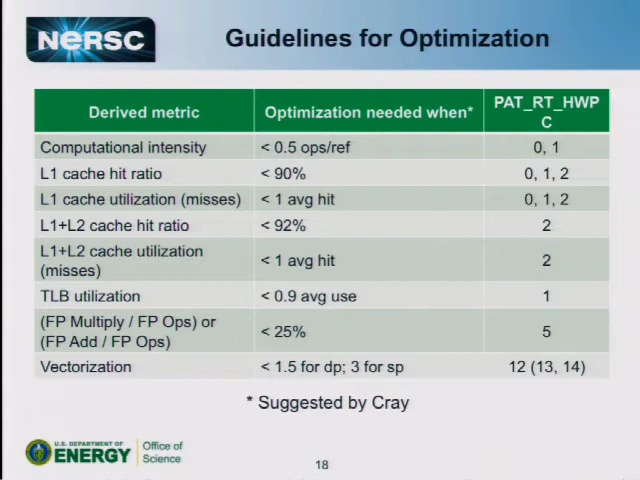 NERSC
Guidelines for Optimization
Derived metric
Optimization needed when*
PAT_RT_HWP
C
Computational intensity
< 0.5 ops/ref
0, 1
L1 cache hit ratio
< 90%
0, 1, 2
L1 cache utilization (misses)
< 1 avg hit
0, 1, 2
L1+L2 cache hit ratio
< 92%
2
L1+L2 cache utilization
(misses)
< 1 avg hit
2
TLB utilization
< 0.9 avg use
1
(FP Multiply / FP Ops) or
(FP Add / FP Ops)
< 25%
5
Vectorization
< 1.5 for dp; 3 for sp
12 (13, 14)
* Suggested by Cray
U.S. DEPARTMENT OF
ENERGY
Office of
Science
18